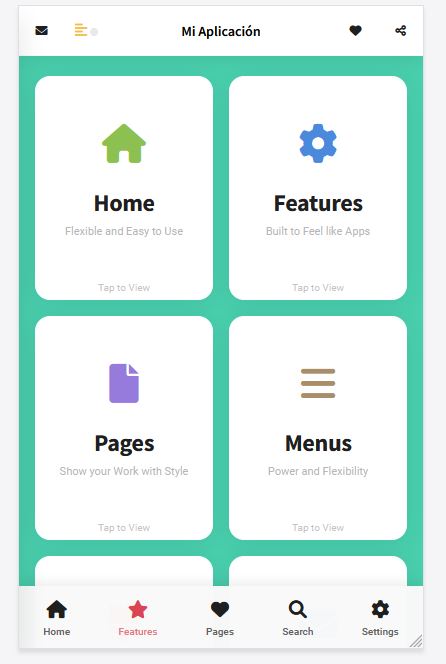 Mi Aplicación
Home
Flexible and Easy to Use
Tap to View
Features
Built to Feel like Apps
Tap to View
Pages
Show your Work with Style
Tap to View
Menus
Power and Flexibility
Tap to View
Home
Features
Pages
Search
Settings